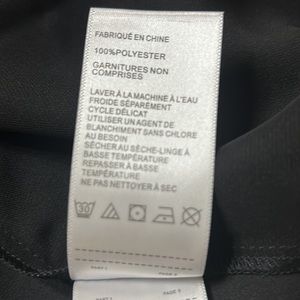 FABRIQUÉ EN CHINE
100%POLYESTER
GARNITURES NON
COMPRISES
LAVER À LA MACHINE À L'EAU
FROIDE SÉPARÉMENT
CYCLE DÉLICAT
UTILISER UN AGENT DE
BLANCHIMENT SANS CHLORE
AU BESOIN
SÉCHER AU SÈCHE-LINGE À
BASSE TEMPÉRATURE
REPASSER À BASSE
TEMPÉRATURE
NE PAS NETTOYER À SEC
30